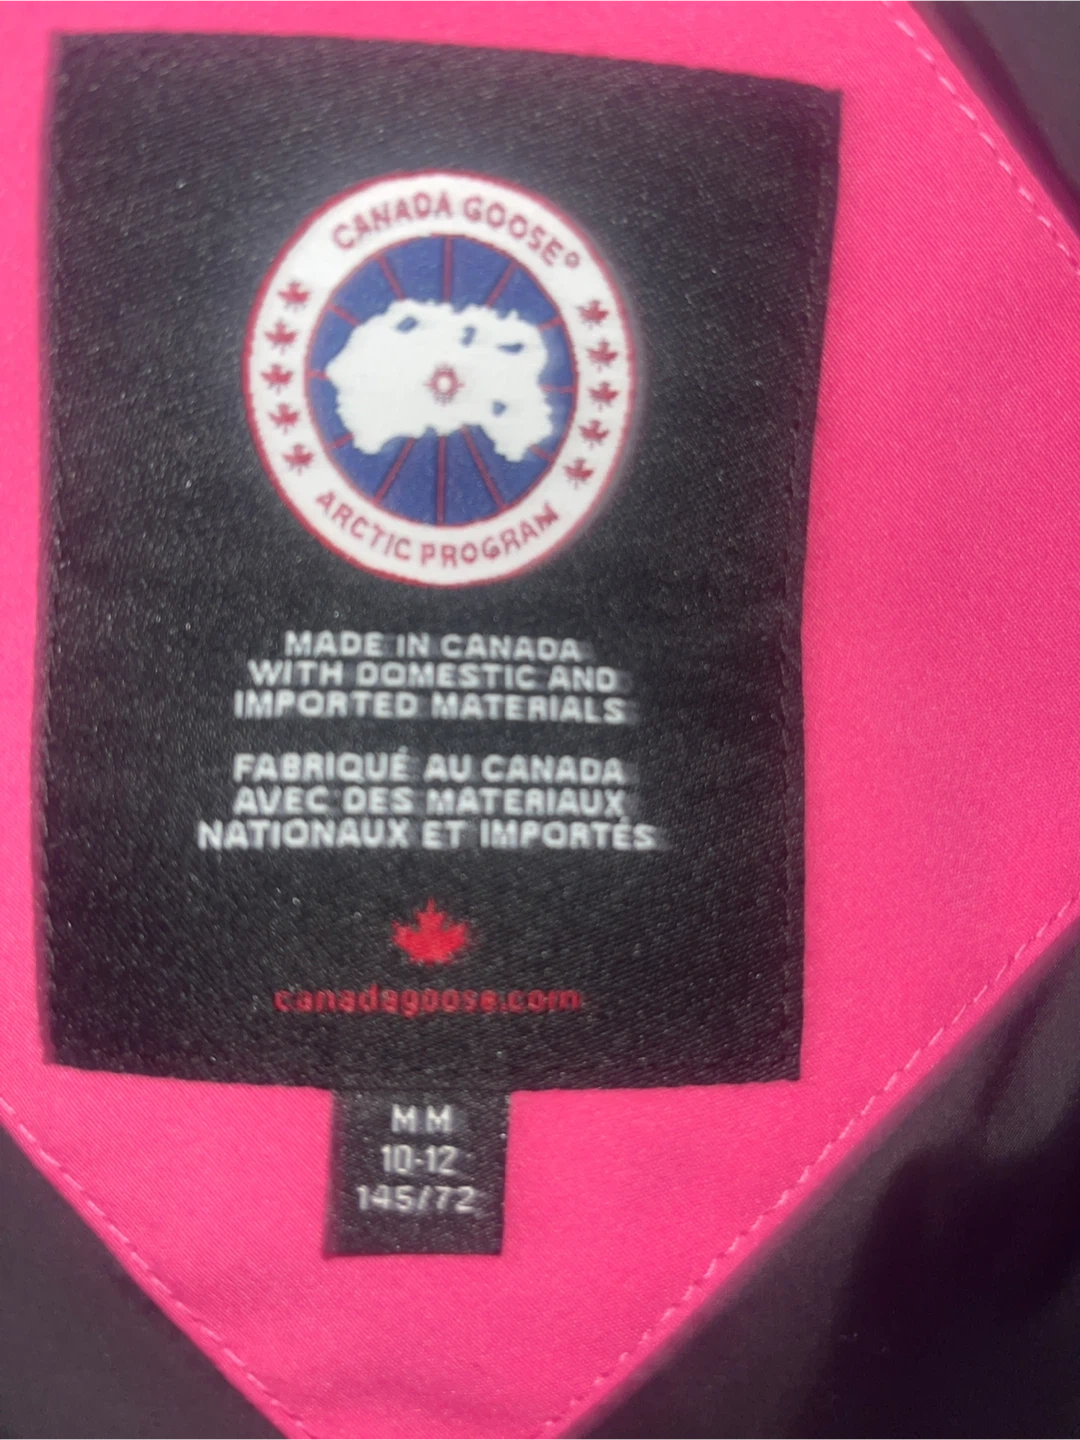 CANADA GOOSE®
ARCTIC PROGRAM
MADE IN CANADA
WITH DOMESTIC AND
IMPORTED MATERIALS
FABRIQUÉ AU CANADA
AVEC DES MATERIAUX
NATIONAUX ET IMPORTÉS
canadagoose.com
M M
10-12
145/72